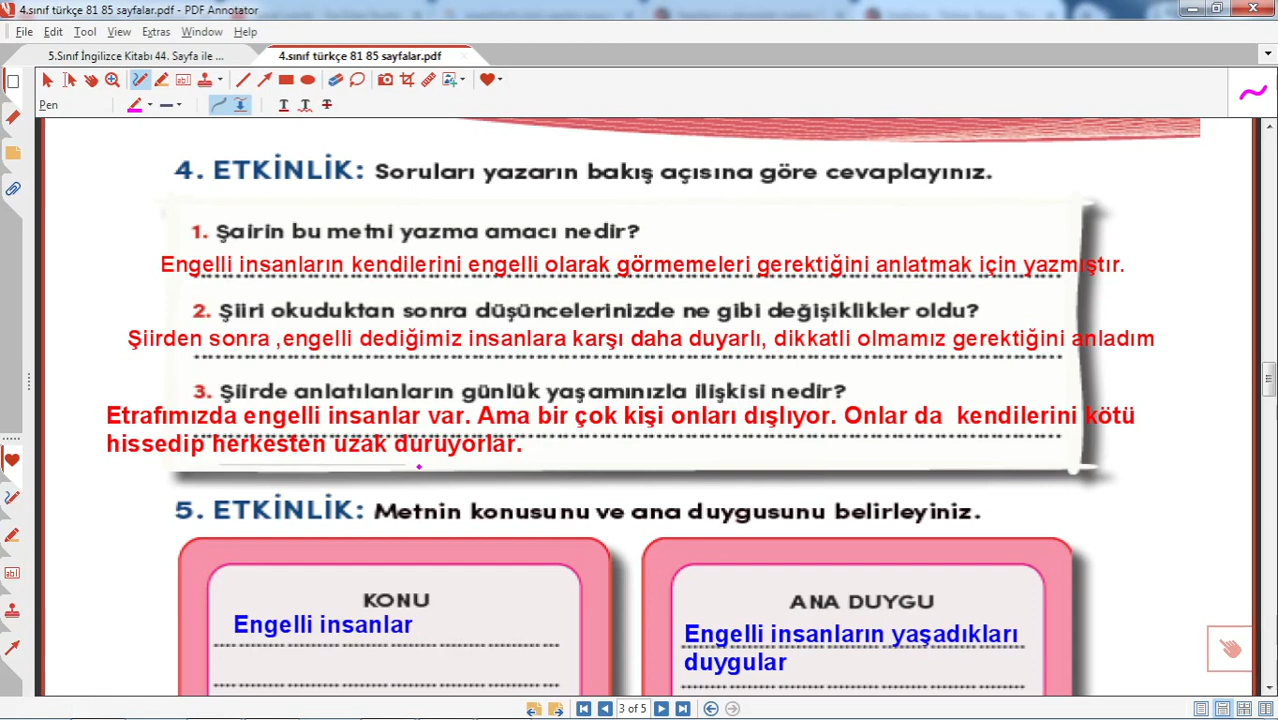 4.sınıf türkçe 81 85 sayfalar.pdf - PDF Annotator
File Edit Tool View Extras Window Help
5.Sınıf İngilizce Kitabı 44. Sayfa ile ... 4.sınıf türkçe 81 85 sayfalar.pdf
Pen
4. ETKİNLİK: Soruları yazarın bakış açısına göre cevaplayınız.
1. Şairin bu metni yazma amacı nedir?
Engelli insanların kendilerini engelli olarak görmemeleri gerektiğini anlatmak için yazmıştır.
2. Şiiri okuduktan sonra düşüncelerinizde ne gibi değişiklikler oldu?
Şiirden sonra ,engelli dediğimiz insanlara karşı daha duyarlı, dikkatli olmamız gerektiğini anladım
3. Şiirde anlatılanların günlük yaşamınızla ilişkisi nedir?
Etrafımızda engelli insanlar var. Ama bir çok kişi onları dışlıyor. Onlar da kendilerini kötü
hissedip herkesten uzak duruyorlar.
5. ETKİNLİK: Metnin konusunu ve ana duygusunu belirleyiniz.
KONU
Engelli insanlar
ANA DUYGU
Engelli insanların yaşadıkları
duygular
3 of 5